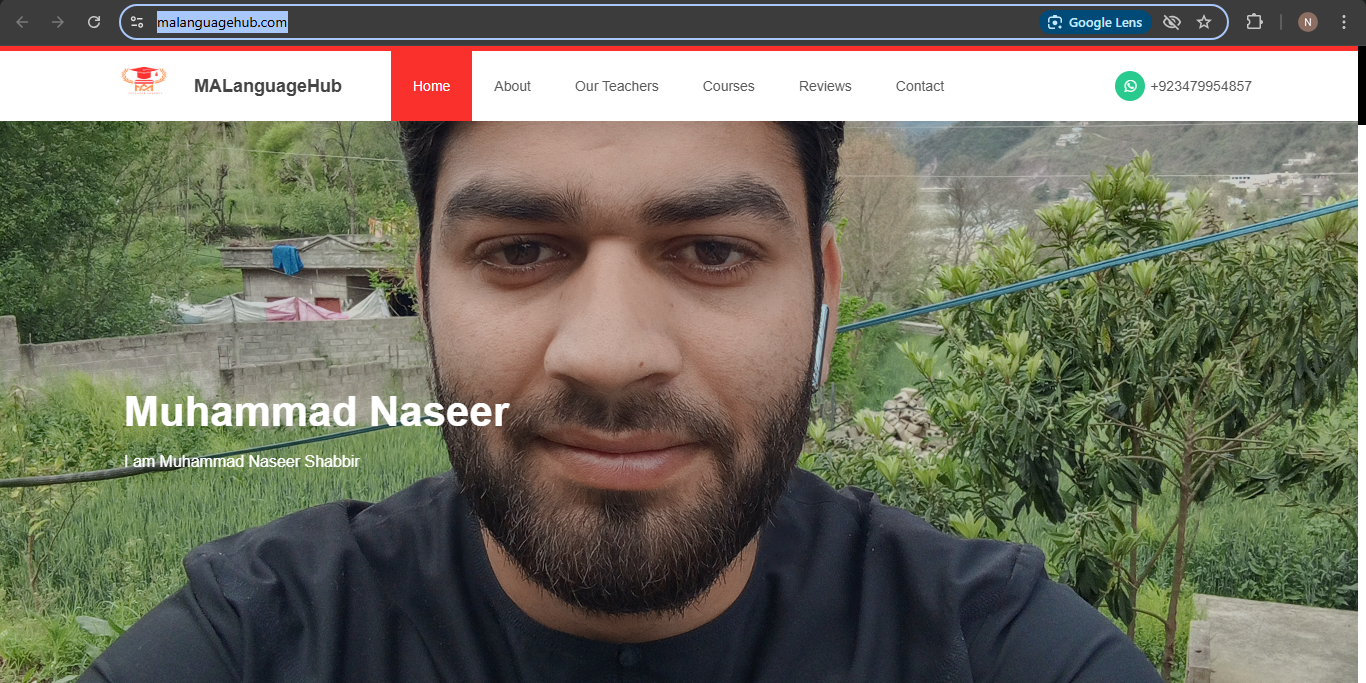 malanguagehub.com
Google Lens
N
MALanguageHub
Home
About
Our Teachers
Courses
Reviews
Contact
+923479954857
Muhammad Naseer
I am Muhammad Naseer Shabbir